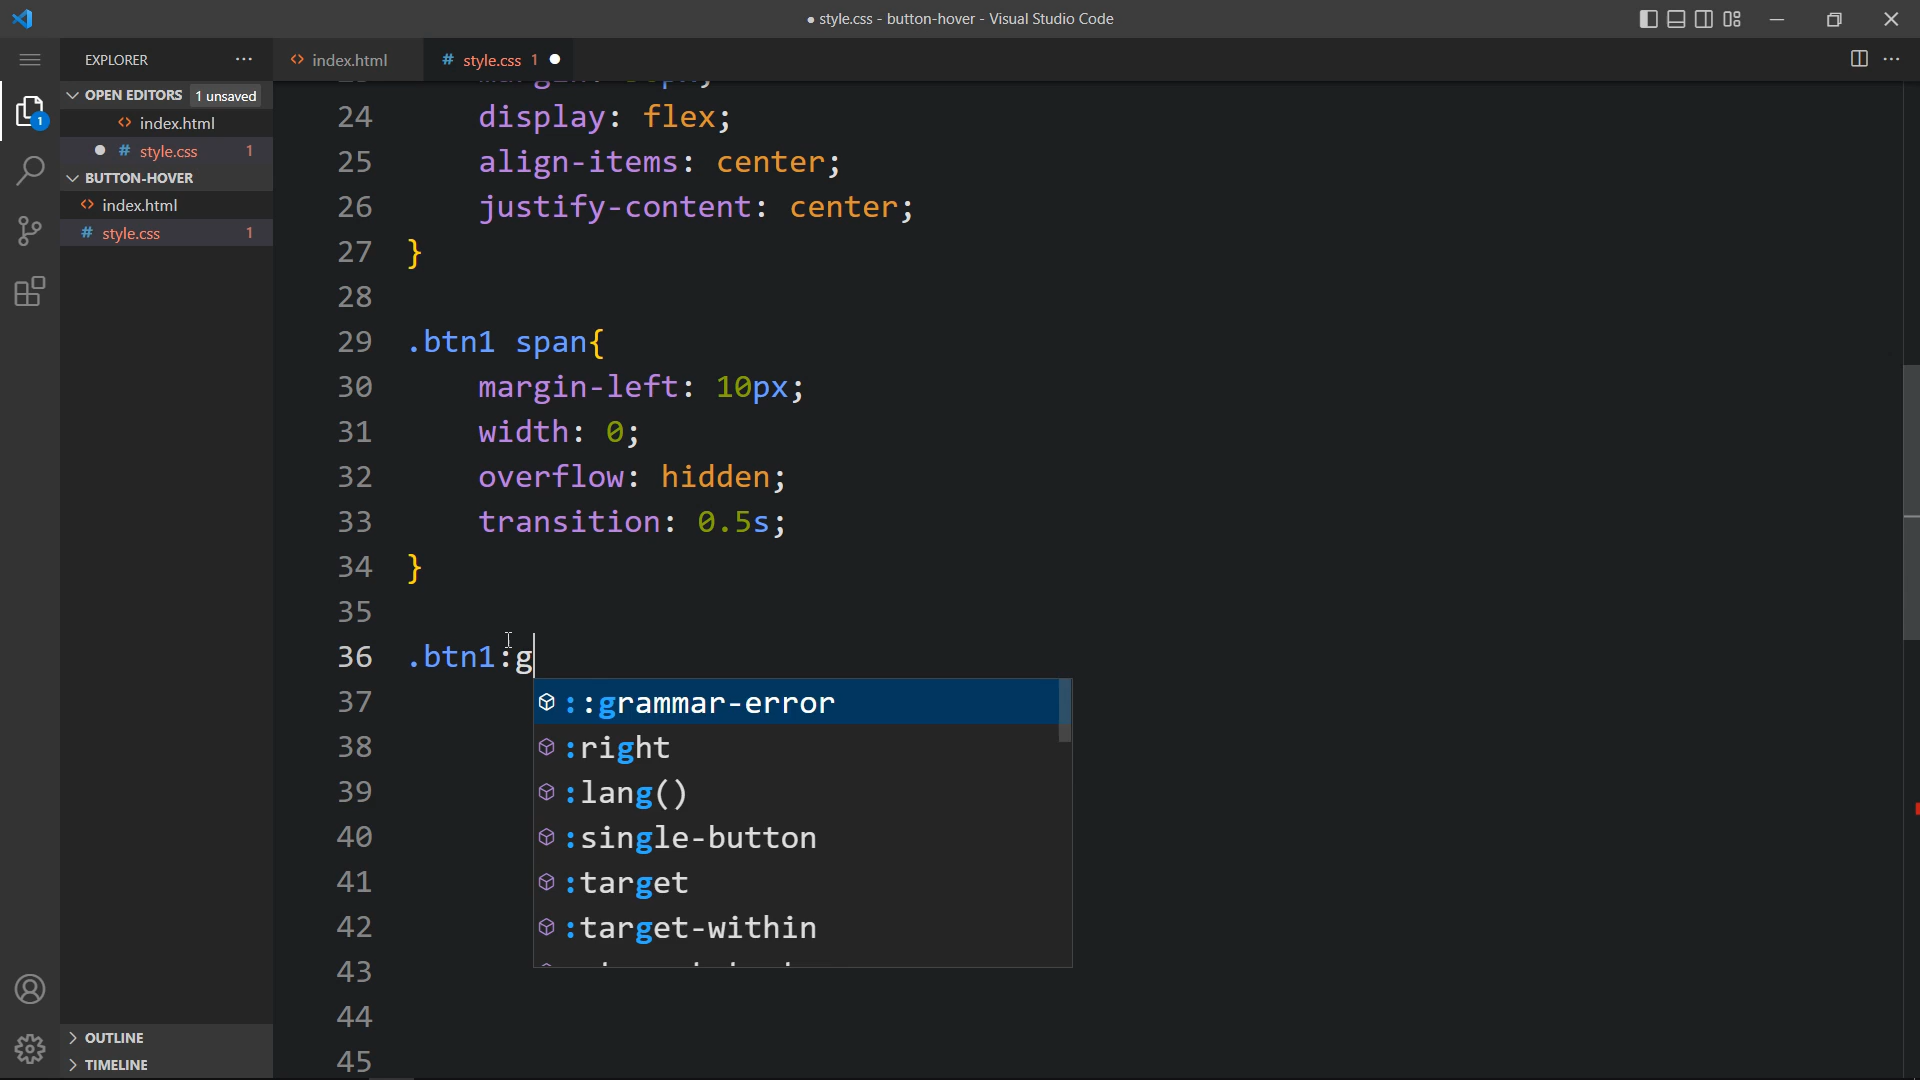 ● style.css - button-hover - Visual Studio Code
EXPLORER
index.html
# style.css 1
OPEN EDITORS 1 unsaved
index.html
# style.css 1
BUTTON-HOVER
index.html
# style.css 1
OUTLINE
TIMELINE
1
24 display: flex;
25 align-items: center;
26 justify-content: center;
27 }
28
29 .btn1 span{
30 margin-left: 10px;
31 width: 0;
32 overflow: hidden;
33 transition: 0.5s;
34 }
35
36 .btn1:g
37
::grammar-error
38
:right
39
:lang()
40
:single-button
41
:target
42
:target-within
43
44
45